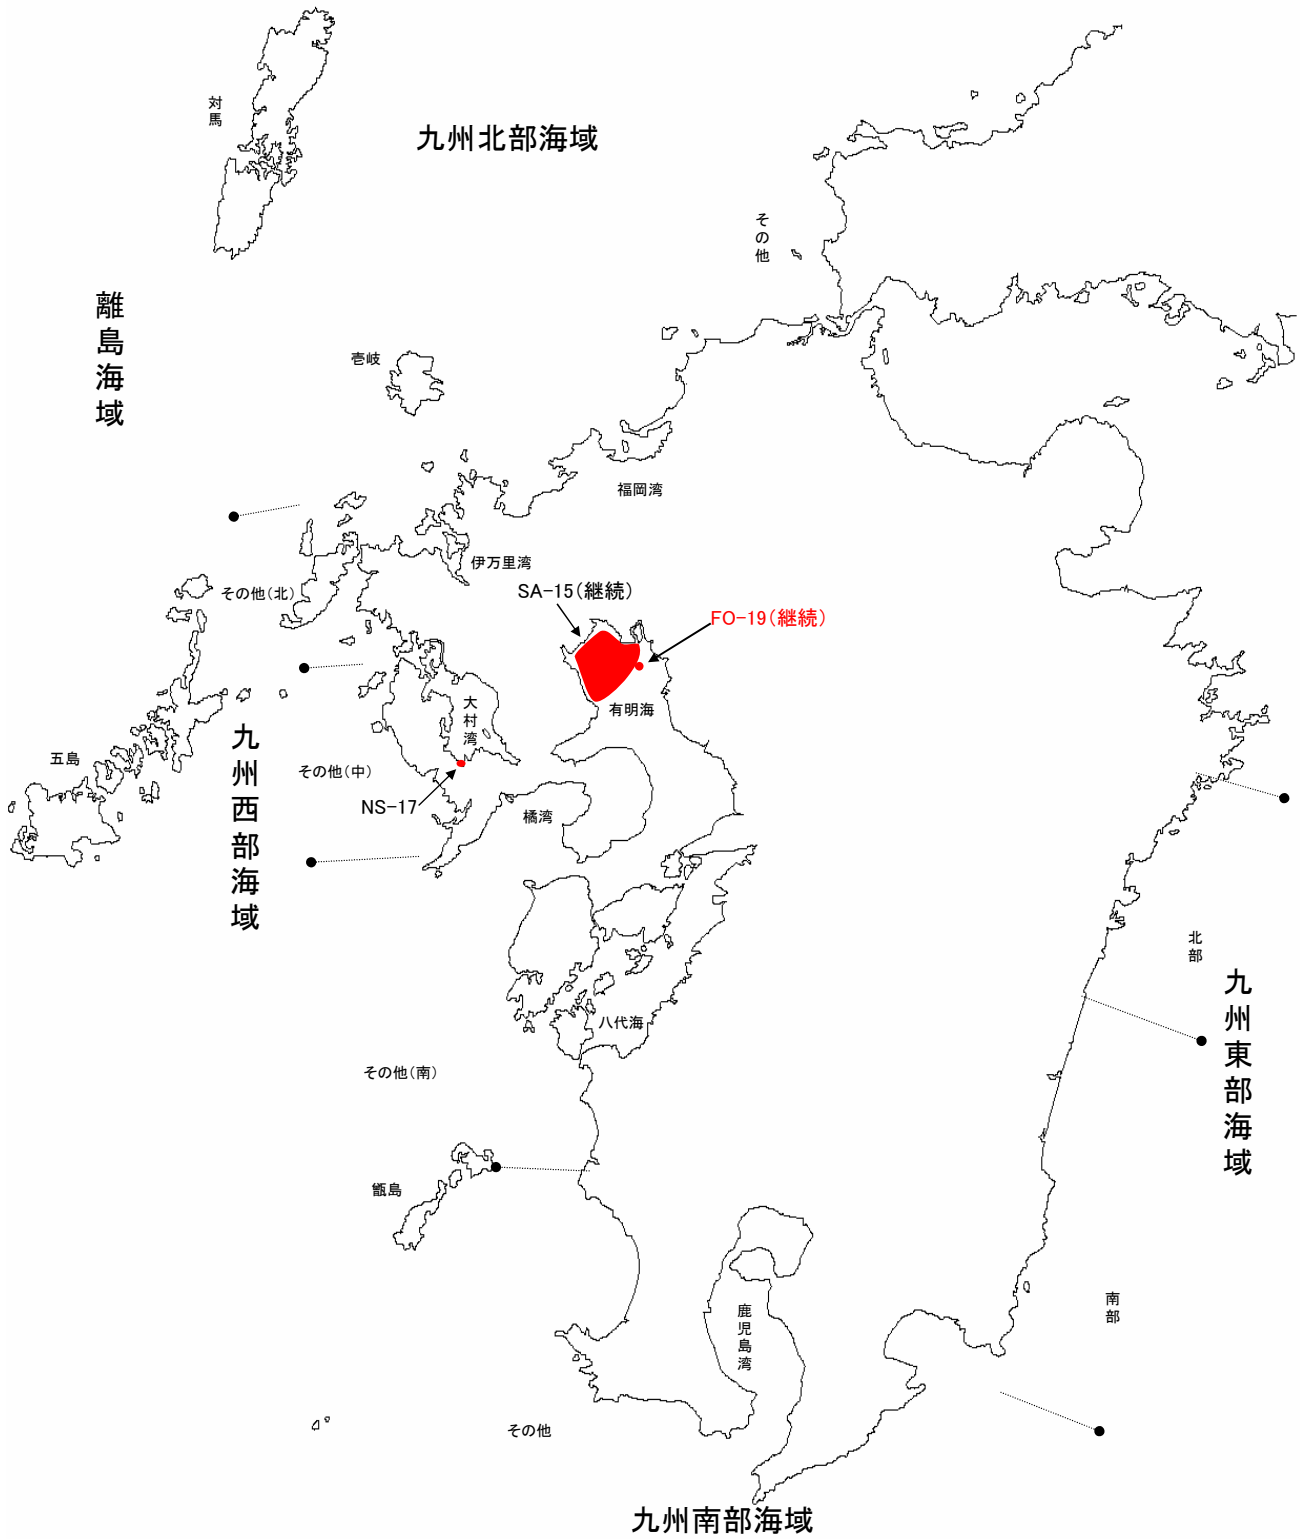 対馬
九州北部海域
その他
離島海域
壱岐
福岡湾
伊万里湾
その他(北)
SA-15(継続)
FO-19(継続)
大村湾
有明海
九州西部海域
五島
その他(中)
NS-17
橘湾
北部
九州東部海域
八代海
その他(南)
甑島
南部
鹿児島湾
その他
九州南部海域